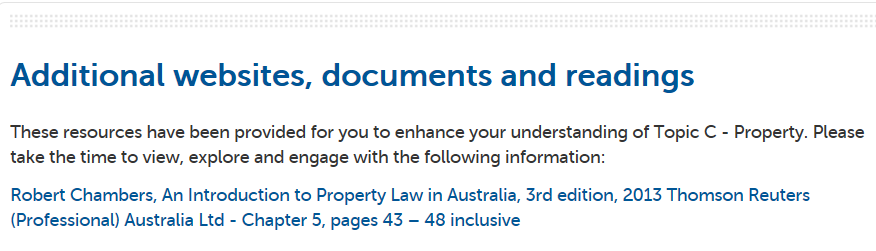 Additional websites, documents and readings
These resources have been provided for you to enhance your understanding of Topic C - Property. Please
take the time to view, explore and engage with the following information:
Robert Chambers, An Introduction to Property Law in Australia, 3rd edition, 2013 Thomson Reuters
(Professional) Australia Ltd - Chapter 5, pages 43 – 48 inclusive